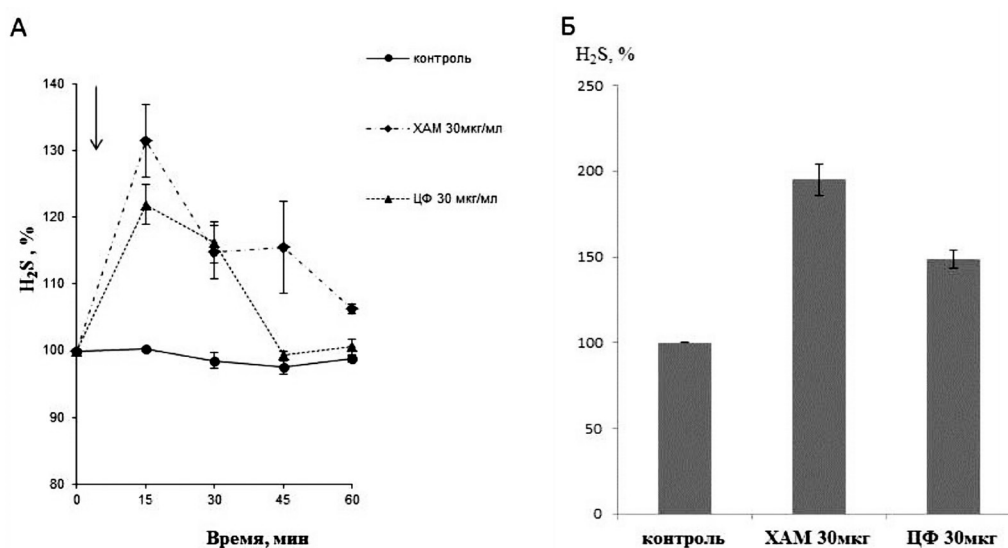 А
контроль
ХАМ 30мкг/мл
ЦФ 30 мкг/мл
H₂S , %
140
130
120
110
100
90
80
0 15 30 45 60
Время, мин
Б
H₂S, %
250
200
150
100
50
0
контроль ХАМ 30мкг ЦФ 30мкг